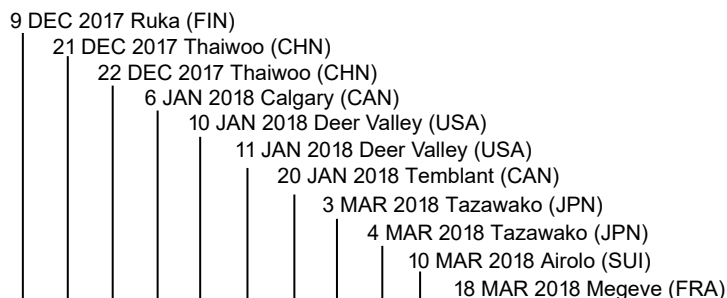 9 DEC 2017 Ruka (FIN)
21 DEC 2017 Thaiwoo (CHN)
22 DEC 2017 Thaiwoo (CHN)
6 JAN 2018 Calgary (CAN)
10 JAN 2018 Deer Valley (USA)
11 JAN 2018 Deer Valley (USA)
20 JAN 2018 Temblant (CAN)
3 MAR 2018 Tazawako (JPN)
4 MAR 2018 Tazawako (JPN)
10 MAR 2018 Airolo (SUI)
18 MAR 2018 Megeve (FRA)